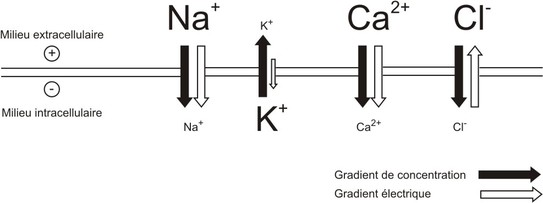 Na⁺ K⁺ Ca²⁺ Cl⁻
Milieu extracellulaire
+
-
Milieu intracellulaire
Na⁺ K⁺ Ca²⁺ Cl⁻
Gradient de concentration
Gradient électrique